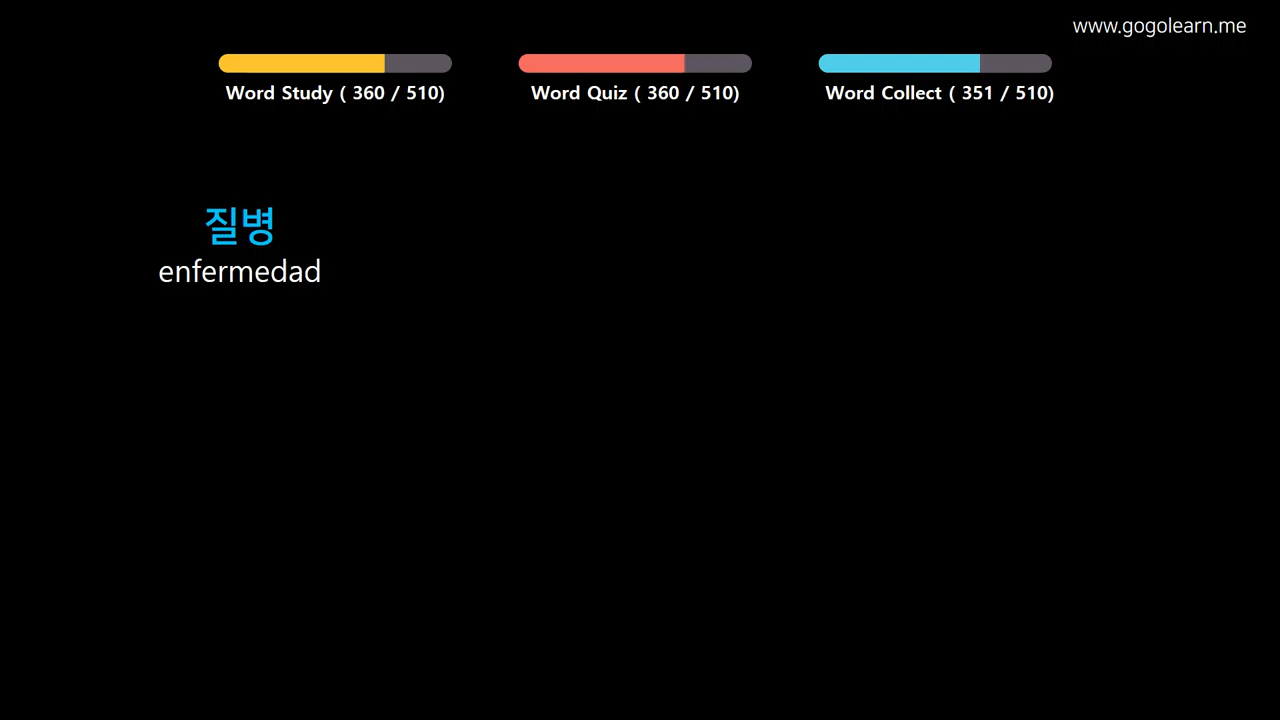 www.gogolearn.me
Word Study ( 360 / 510)
Word Quiz ( 360 / 510)
Word Collect ( 351 / 510)
질병
enfermedad